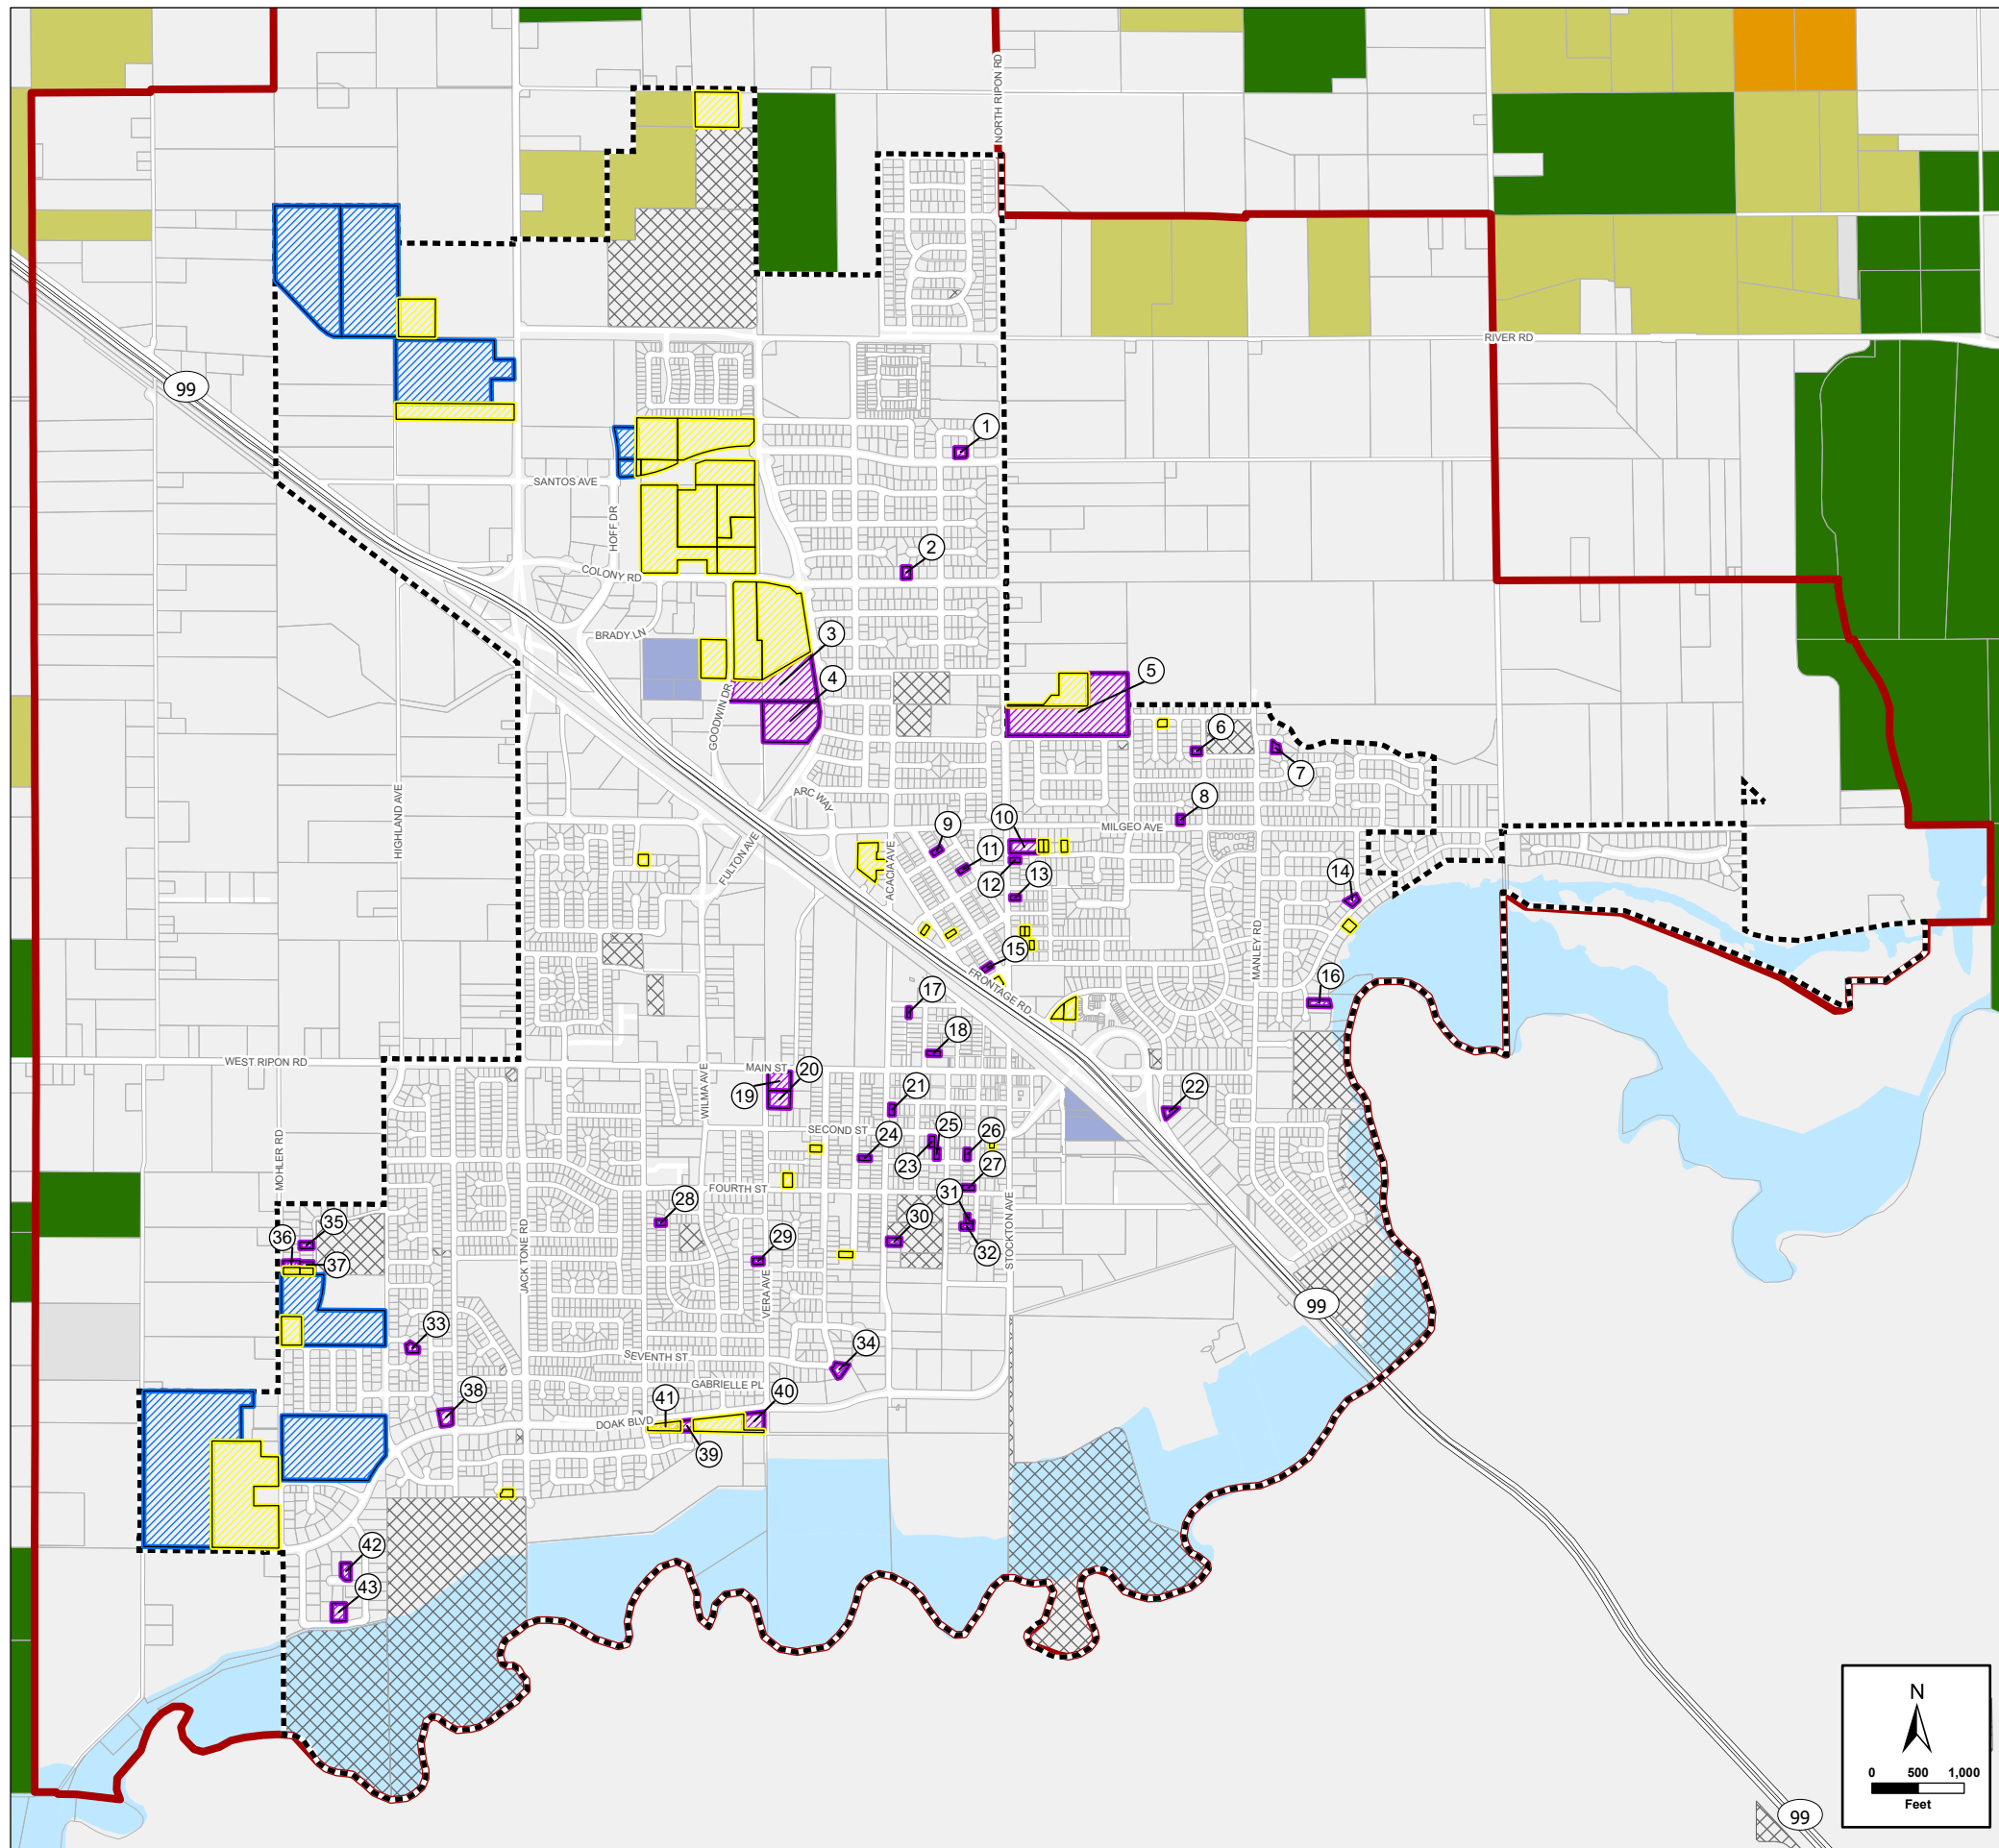 NORTH RIPON RD
RIVER RD
99
1
SANTOS AVE
HOFF DR
2
COLONY RD
BRADY LN
3
4
GOODWIN DR
5
6
7
ARC WAY
8
HIGHLAND AVE
FULTON AVE
ACACIA AVE
9
10
MILGEO AVE
11
12
13
14
MANLEY RD
15
FRONTAGE RD
16
17
18
WEST RIPON RD
MAIN ST
WILMA AVE
19
20
21
22
SECOND ST
24
25
26
23
27
MOHLER RD
FOURTH ST
31
28
30
STOCKTON AVE
35
36
37
29
32
JACK TONE RD
VERA AVE
99
33
34
SEVENTH ST
GABRIELLE PL
38
41
40
DOAK BLVD
39
42
43
N
0 500 1,000
Feet
99